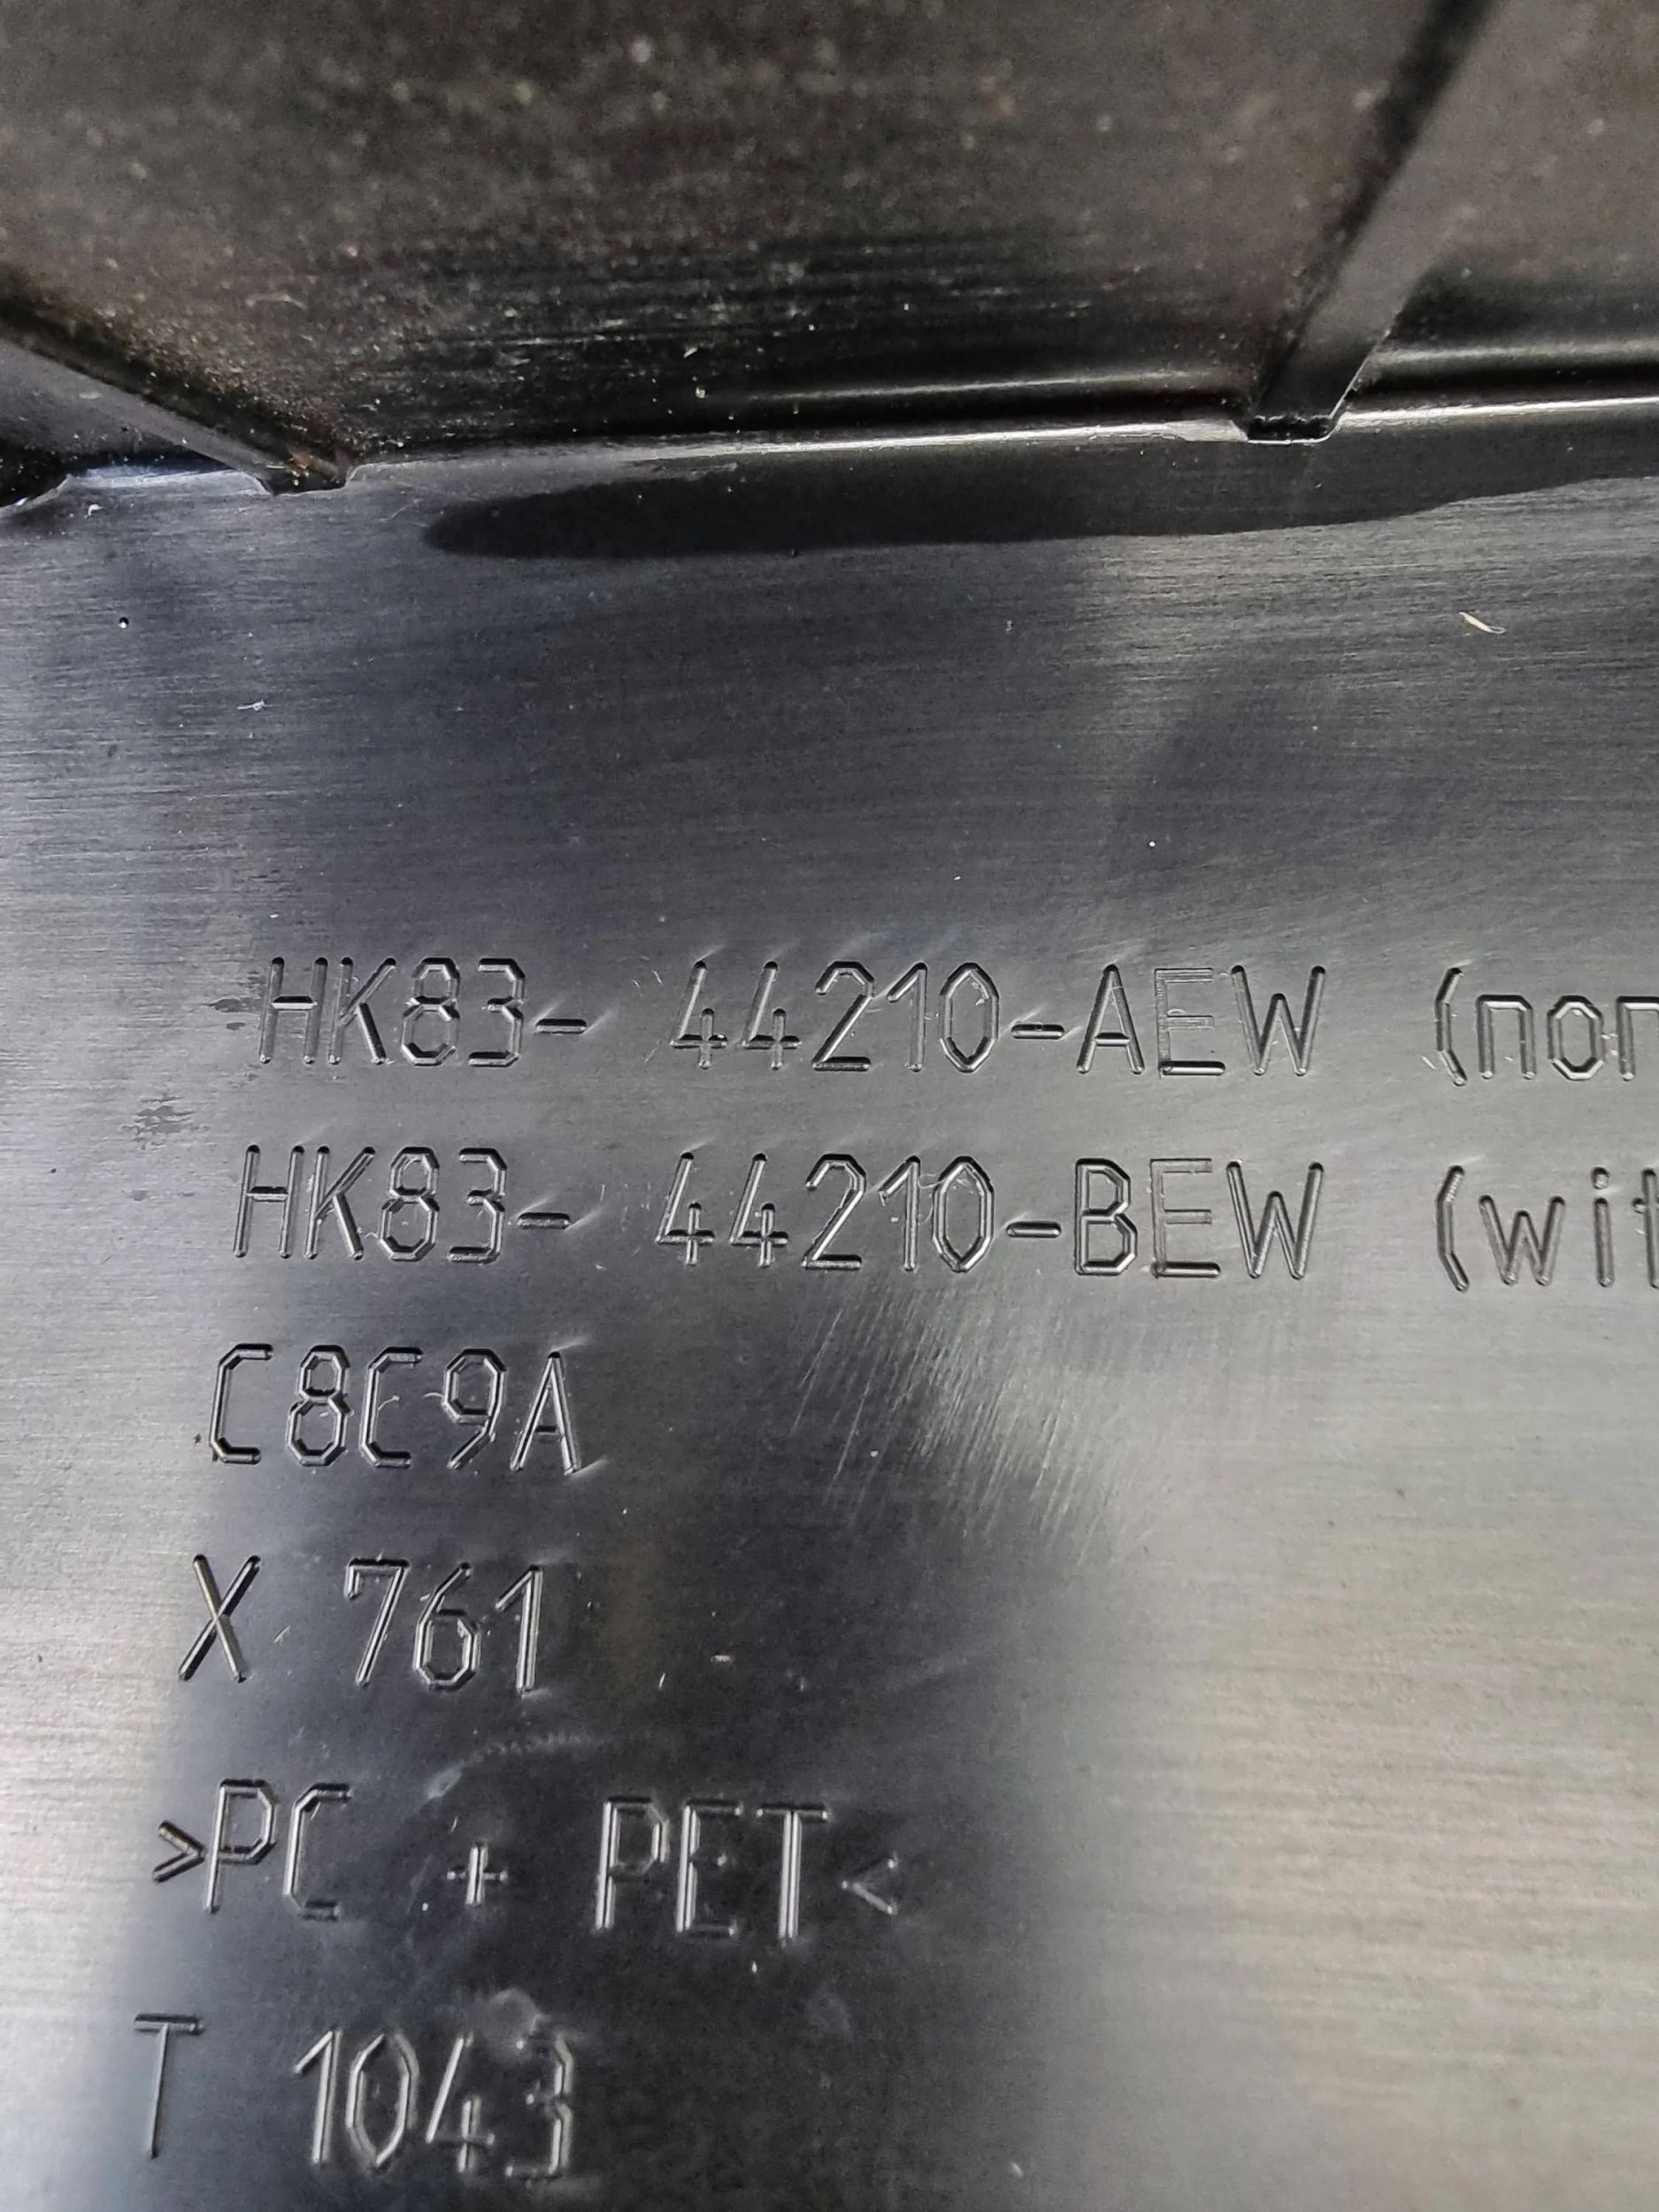 HK83- 44210-AEW (non
HK83- 44210-BEW (wit
C8C9A
X 761
>PC + PET<
T 1043